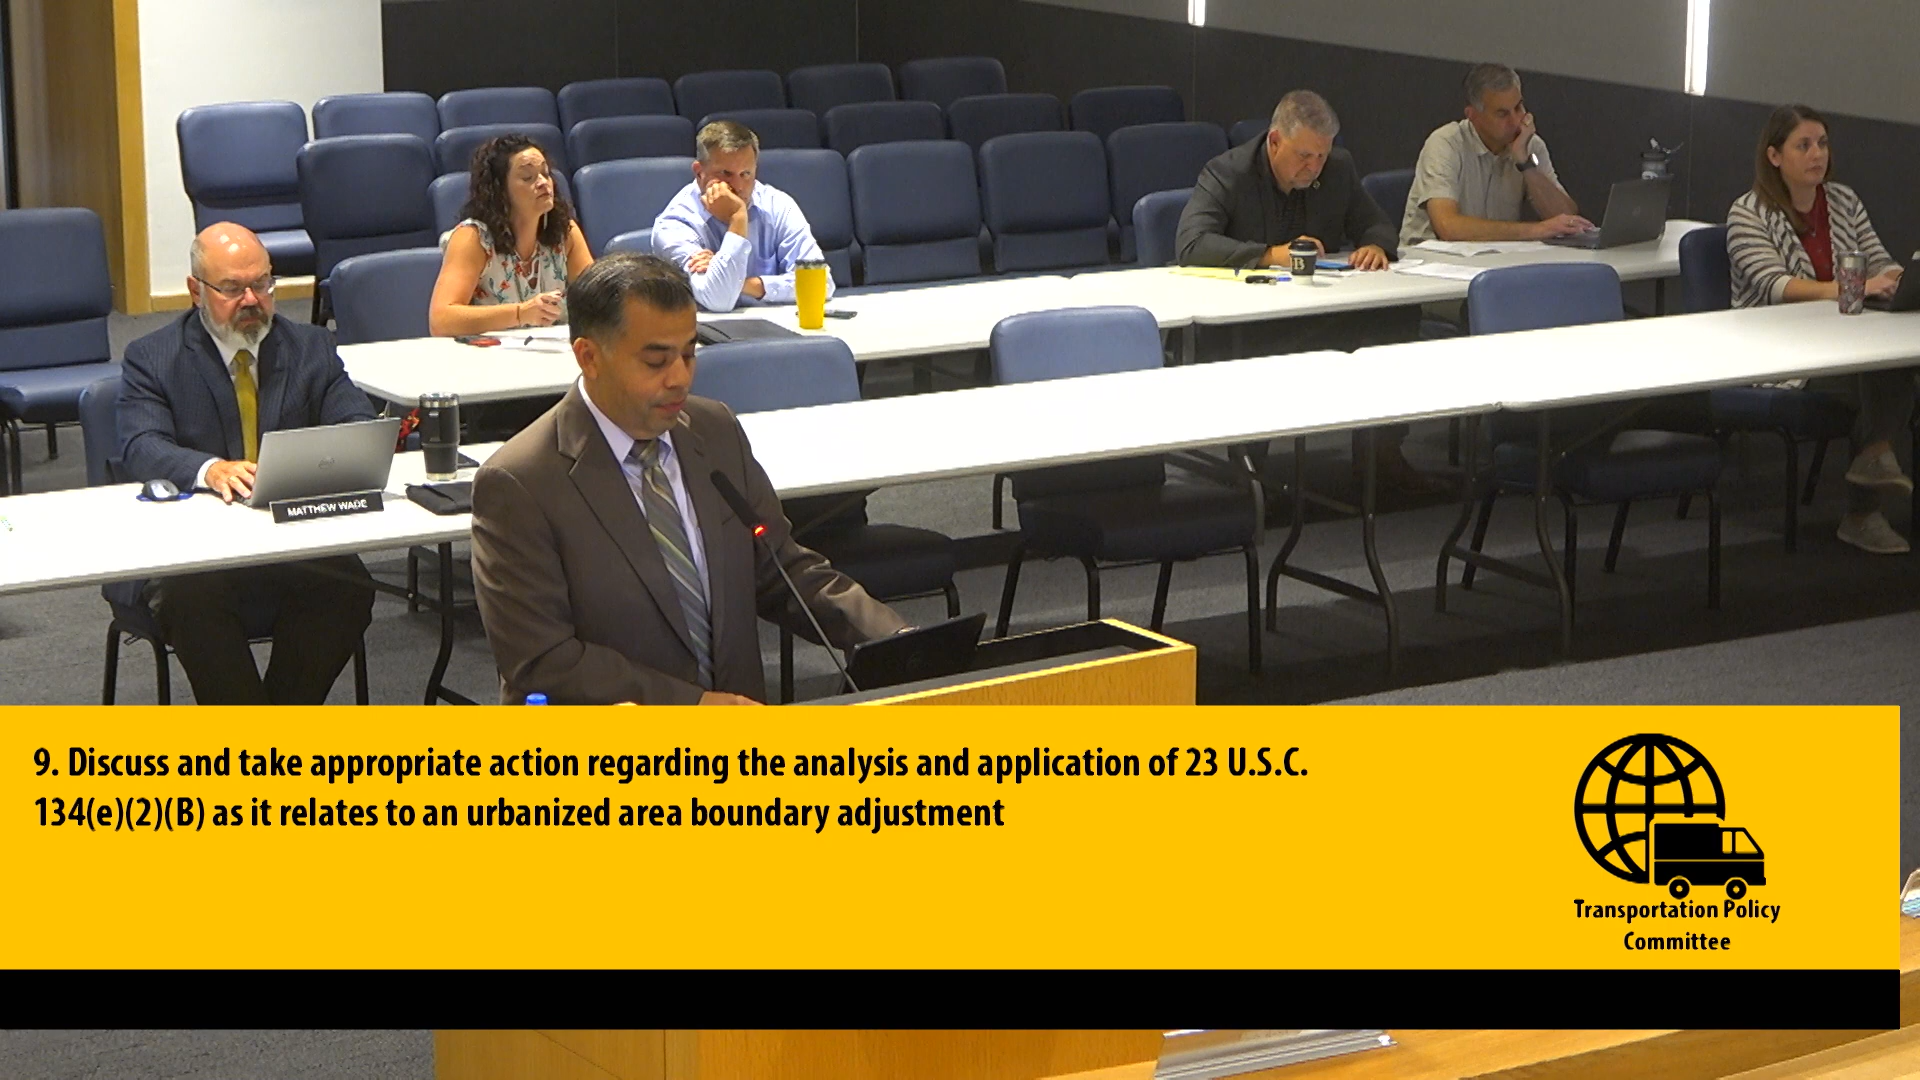 MATTHEW WADE
9. Discuss and take appropriate action regarding the analysis and application of 23 U.S.C.
134(e)(2)(B) as it relates to an urbanized area boundary adjustment
Transportation Policy
Committee